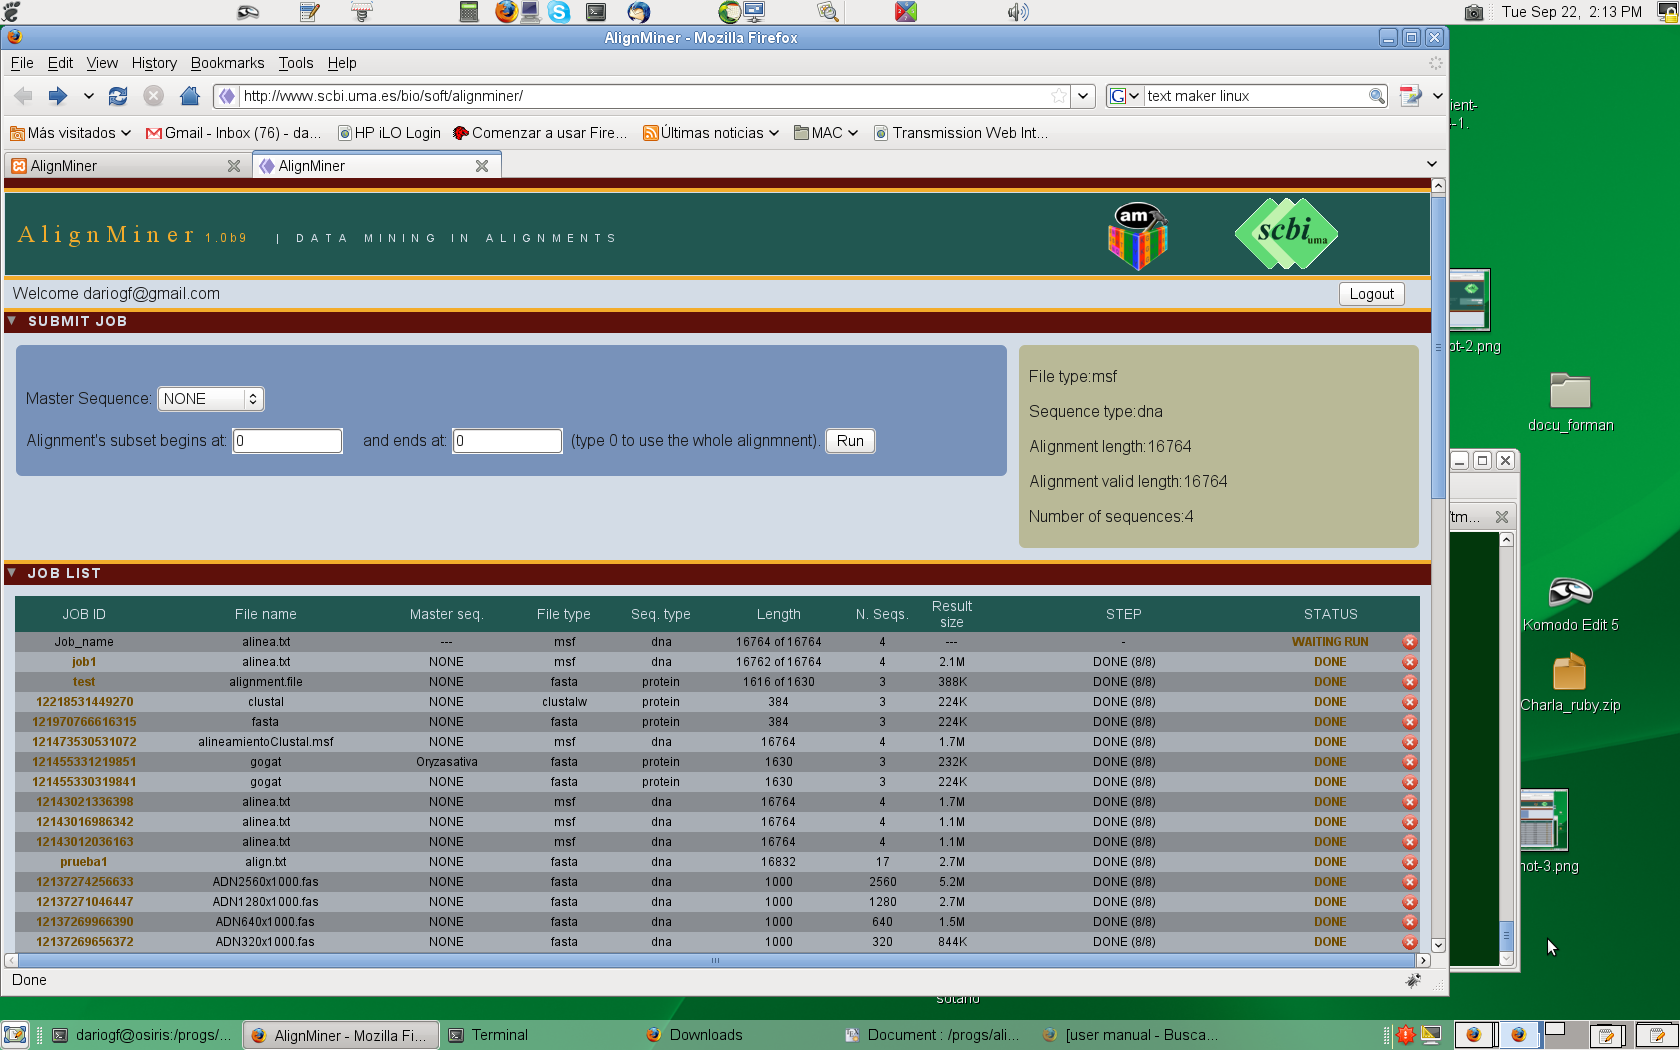 Tue Sep 22, 2:13 PM
AlignMiner - Mozilla Firefox
File Edit View History Bookmarks Tools Help
http://www.scbi.uma.es/bio/soft/alignminer/ G text maker linux
Más visitados Gmail - Inbox (76) - da... HP iLO Login Comenzar a usar Fire... Últimas noticias MAC Transmission Web Int...
AlignMiner AlignMiner
AlignMiner 1.0b9 | DATA MINING IN ALIGNMENTS am scbi uma
Welcome dariogf@gmail.com Logout
SUBMIT JOB
Master Sequence: NONE
Alignment's subset begins at: 0 and ends at: 0 (type 0 to use the whole alignmnent). Run
File type:msf
Sequence type:dna
Alignment length:16764
Alignment valid length:16764
Number of sequences:4
JOB LIST
JOB ID File name Master seq. File type Seq. type Length N. Seqs. Result size STEP STATUS
Job_name alinea.txt --- msf dna 16764 of 16764 4 --- - WAITING RUN
job1 alinea.txt NONE msf dna 16762 of 16764 4 2.1M DONE (8/8) DONE
test alignment.file NONE fasta protein 1616 of 1630 3 388K DONE (8/8) DONE
12218531449270 clustal NONE clustalw protein 384 3 224K DONE (8/8) DONE
121970766616315 fasta NONE fasta protein 384 3 224K DONE (8/8) DONE
121473530531072 alineamientoClustal.msf NONE msf dna 16764 4 1.7M DONE (8/8) DONE
121455331219851 gogat Oryzasativa fasta protein 1630 3 232K DONE (8/8) DONE
121455330319841 gogat NONE fasta protein 1630 3 224K DONE (8/8) DONE
12143021336398 alinea.txt NONE msf dna 16764 4 1.7M DONE (8/8) DONE
12143016986342 alinea.txt NONE msf dna 16764 4 1.1M DONE (8/8) DONE
12143012036163 alinea.txt NONE msf dna 16764 4 1.1M DONE (8/8) DONE
prueba1 align.txt NONE fasta dna 16832 17 2.7M DONE (8/8) DONE
12137274256633 ADN2560x1000.fas NONE fasta dna 1000 2560 5.2M DONE (8/8) DONE
12137271046447 ADN1280x1000.fas NONE fasta dna 1000 1280 2.7M DONE (8/8) DONE
12137269966390 ADN640x1000.fas NONE fasta dna 1000 640 1.5M DONE (8/8) DONE
12137269656372 ADN320x1000.fas NONE fasta dna 1000 320 844K DONE (8/8) DONE
Done
ient-
-1.
ot-2.png
docu_forman
/tm...
Komodo Edit 5
Charla_ruby.zip
not-3.png
sotano
dariogf@osiris:/progs/... AlignMiner - Mozilla Fi... Terminal Downloads Document : /progs/ali... [user manual - Busca...